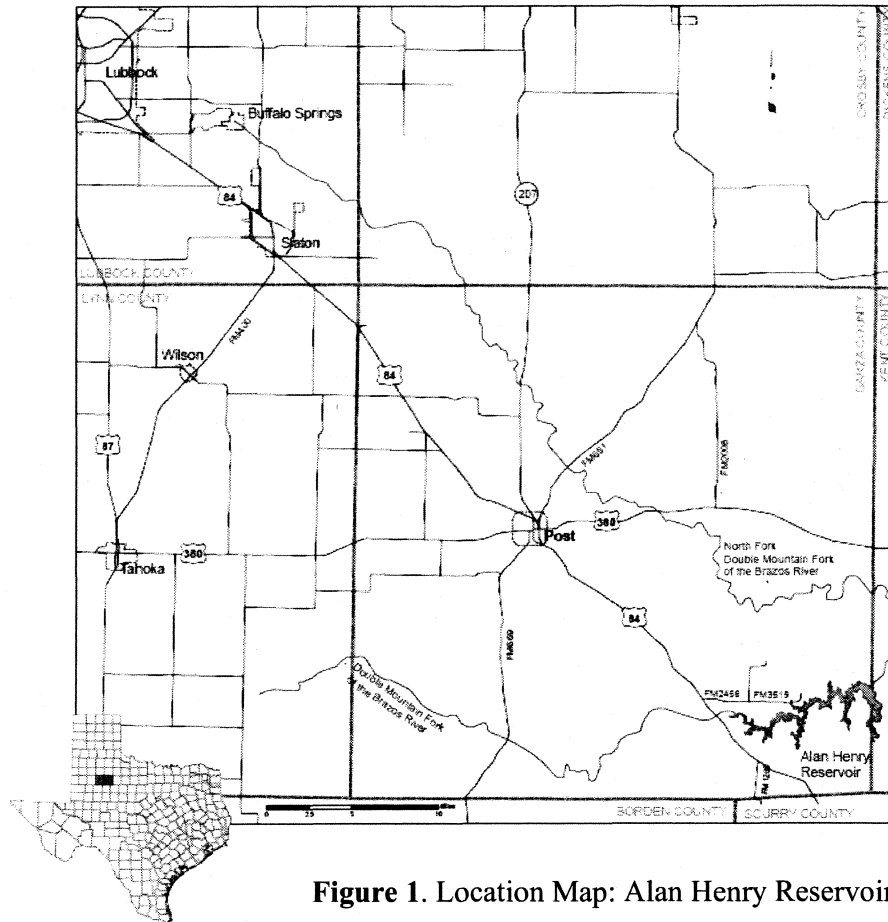 Lubbock
Buffalo Springs
CROSBY COUNTY
84
207
Slaton
LUBBOCK COUNTY
LYNN COUNTY
FM400
Wilson
84
GARZA COUNTY
KENT COUNTY
87
FM651
Post
380
380
Tahoka
North Fork
Double Mountain Fork
of the Brazos River
84
FM669
Double Mountain Fork
of the Brazos River
FM2458
FM3519
Alan Henry
Reservoir
BORDEN COUNTY
SCURRY COUNTY
Figure 1. Location Map: Alan Henry Reservoir